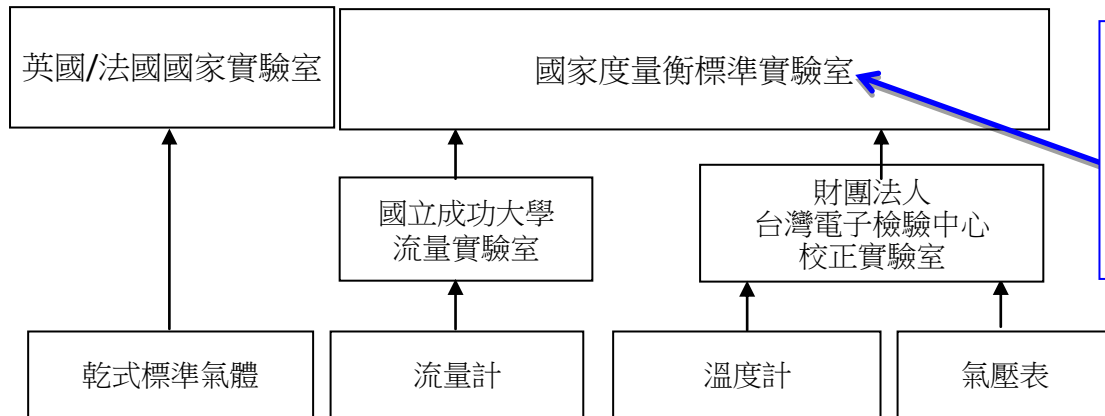 英國/法國國家實驗室
國家度量衡標準實驗室
國立成功大學
流量實驗室
財團法人
台灣電子檢驗中心
校正實驗室
乾式標準氣體
流量計
溫度計
氣壓表